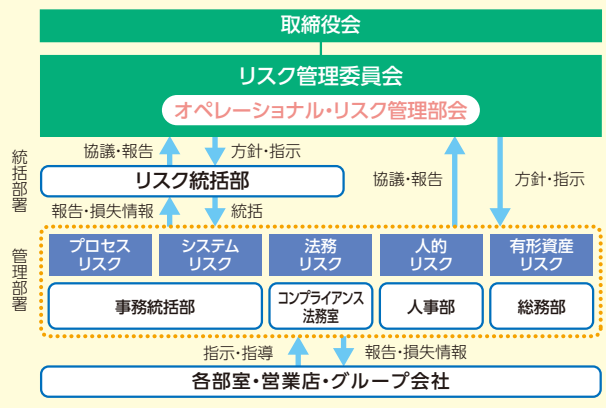 取締役会
リスク管理委員会
オペレーショナル・リスク管理部会
協議・報告
方針・指示
統括部署
リスク統括部
協議・報告
方針・指示
報告・損失情報
統括
管理部署
プロセス
リスク
システム
リスク
法務
リスク
人的
リスク
有形資産
リスク
事務統括部
コンプライアンス
法務室
人事部
総務部
指示・指導
報告・損失情報
各部室・営業店・グループ会社